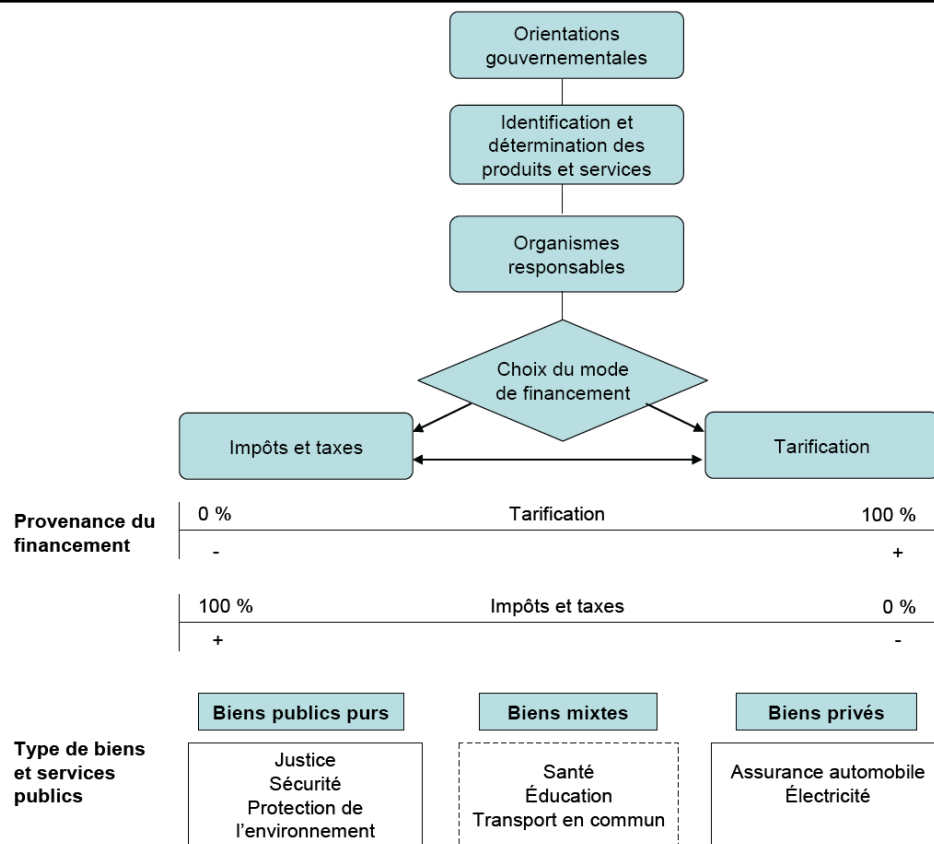 Orientations
gouvernementales
Identification et
détermination des
produits et services
Organismes
responsables
Choix du mode
de financement
Impôts et taxes
Tarification
Provenance du
financement
0 %
Tarification
100 %
-
+
100 %
Impôts et taxes
0 %
+
-
Type de biens
et services
publics
Biens publics purs
Biens mixtes
Biens privés
Justice
Sécurité
Protection de
l’environnement
Santé
Éducation
Transport en commun
Assurance automobile
Électricité